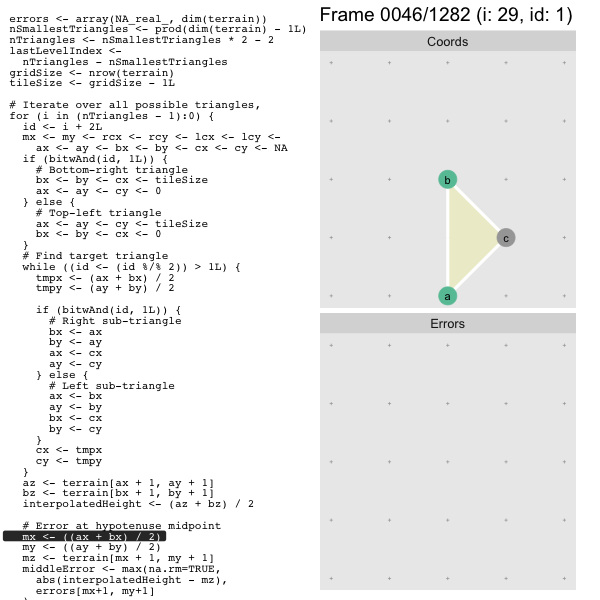 errors <- array(NA_real_, dim(terrain))
nSmallestTriangles <- prod(dim(terrain) - 1L)
nTriangles <- nSmallestTriangles * 2 - 2
lastLevelIndex <-
nTriangles - nSmallestTriangles
gridSize <- nrow(terrain)
tileSize <- gridSize - 1L
# Iterate over all possible triangles,
for (i in (nTriangles - 1):0) {
id <- i + 2L
mx <- my <- rcx <- rcy <- lcx <- lcy <-
ax <- ay <- bx <- by <- cx <- cy <- NA
if (bitwAnd(id, 1L)) {
# Bottom-right triangle
bx <- by <- cx <- tileSize
ax <- ay <- cy <- 0
} else {
# Top-left triangle
ax <- ay <- cy <- tileSize
bx <- by <- cx <- 0
}
# Find target triangle
while ((id <- (id %/% 2)) > 1L) {
tmpx <- (ax + bx) / 2
tmpy <- (ay + by) / 2
if (bitwAnd(id, 1L)) {
# Right sub-triangle
bx <- ax
by <- ay
ax <- cx
ay <- cy
} else {
# Left sub-triangle
ax <- bx
ay <- by
bx <- cx
by <- cy
}
cx <- tmpx
cy <- tmpy
}
az <- terrain[ax + 1, ay + 1]
bz <- terrain[bx + 1, by + 1]
interpolatedHeight <- (az + bz) / 2
# Error at hypotenuse midpoint
mx <- ((ax + bx) / 2)
my <- ((ay + by) / 2)
mz <- terrain[mx + 1, my + 1]
middleError <- max(na.rm=TRUE,
abs(interpolatedHeight - mz),
errors[mx+1, my+1]
Frame 0046/1282 (i: 29, id: 1)
Coords
b
c
a
Errors